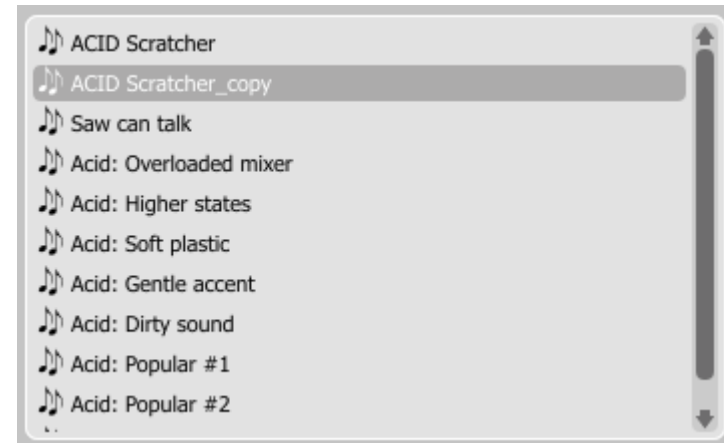 ACID Scratcher
ACID Scratcher_copy
Saw can talk
Acid: Overloaded mixer
Acid: Higher states
Acid: Soft plastic
Acid: Gentle accent
Acid: Dirty sound
Acid: Popular #1
Acid: Popular #2